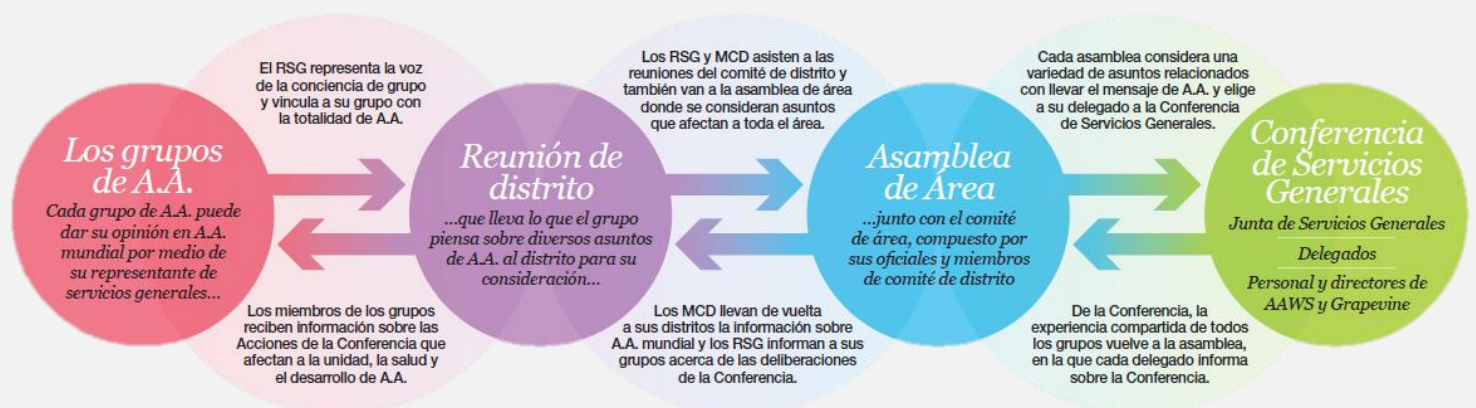 Los grupos
de A.A.
Cada grupo de A.A. puede
dar su opinión en A.A.
mundial por medio de
su representante de
servicios generales...
El RSG representa la voz
de la conciencia de grupo
y vincula a su grupo con
la totalidad de A.A.
Los miembros de los grupos
reciben información sobre las
Acciones de la Conferencia que
afectan a la unidad, la salud y
el desarrollo de A.A.
Reunión de
distrito
...que lleva lo que el grupo
piensa sobre diversos asuntos
de A.A. al distrito para su
consideración...
Los RSG y MCD asisten a las
reuniones del comité de distrito y
también van a la asamblea de área
donde se consideran asuntos
que afectan a toda el área.
Los MCD llevan de vuelta
a sus distritos la información sobre
A.A. mundial y los RSG informan a sus
grupos acerca de las deliberaciones
de la Conferencia.
Asamblea
de Área
...junto con el comité
de área, compuesto por
sus oficiales y miembros
de comité de distrito
Cada asamblea considera una
variedad de asuntos relacionados
con llevar el mensaje de A.A. y elige
a su delegado a la Conferencia
de Servicios Generales.
De la Conferencia, la
experiencia compartida de todos
los grupos vuelve a la asamblea,
en la que cada delegado informa
sobre la Conferencia.
Conferencia
de Servicios
Generales
Junta de Servicios Generales
Delegados
Personal y directores de
AAWS y Grapevine